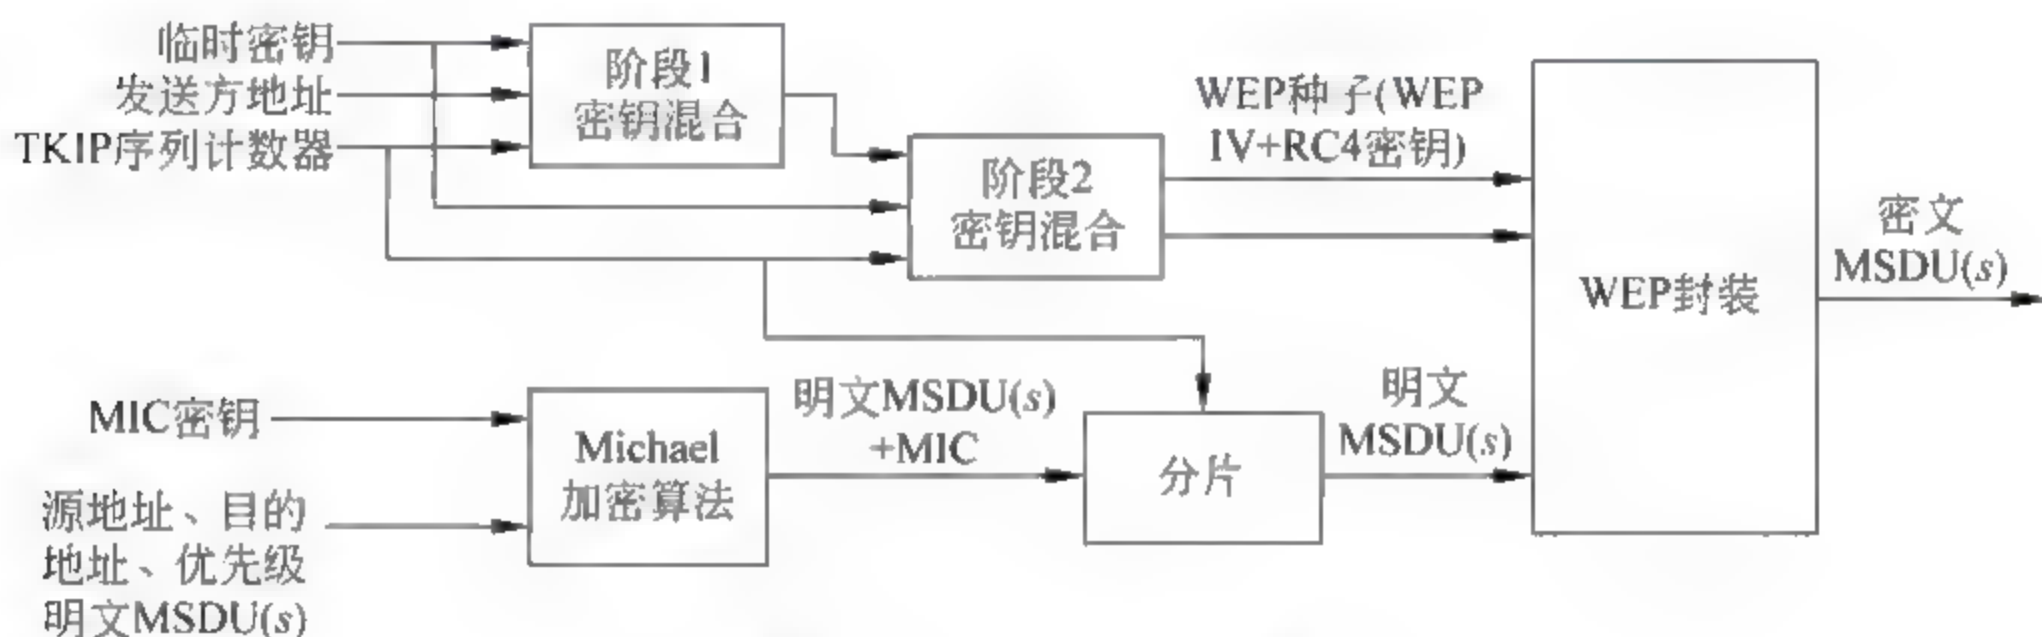 临时密钥
发送方地址
TKIP序列计数器
阶段1
密钥混合
阶段2
密钥混合
WEP种子(WEP
IV+RC4密钥)
WEP封装
密文
MSDU(s)
MIC密钥
源地址、目的
地址、优先级
明文MSDU(s)
Michael
加密算法
明文MSDU(s)
+MIC
分片
明文
MSDU(s)